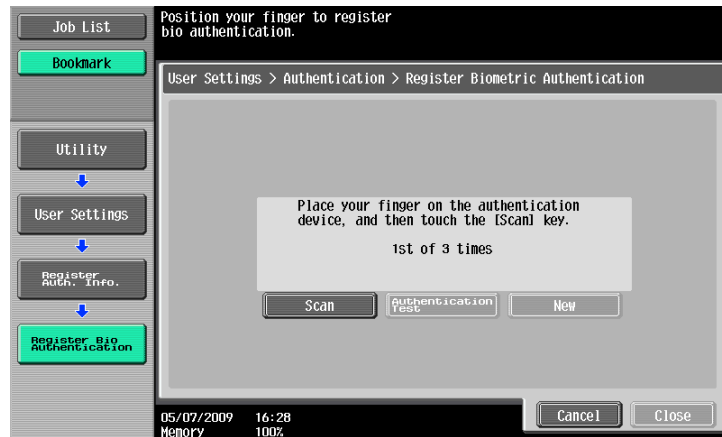 Job List
Bookmark
Utility
User Settings
Register
Auth. Info.
Register Bio
Authentication
Position your finger to register
bio authentication.
User Settings > Authentication > Register Biometric Authentication
Place your finger on the authentication
device, and then touch the [Scan] key.
1st of 3 times
Scan
Authentication
Test
New
Cancel
Close
05/07/2009 16:28
Memory 100%